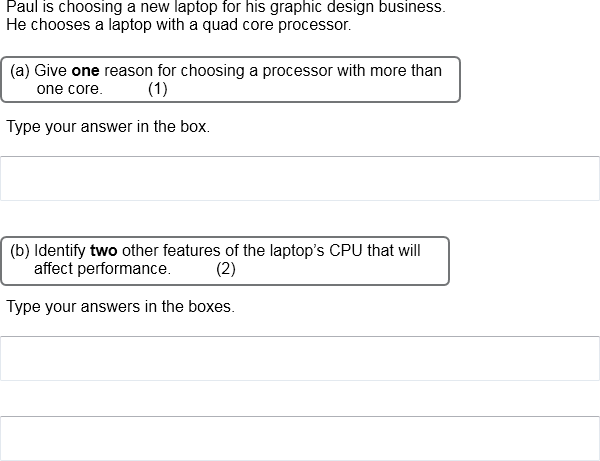 Paul is choosing a new laptop for his graphic design business.
He chooses a laptop with a quad core processor.
(a) Give one reason for choosing a processor with more than
one core. (1)
Type your answer in the box.
(b) Identify two other features of the laptop’s CPU that will
affect performance. (2)
Type your answers in the boxes.